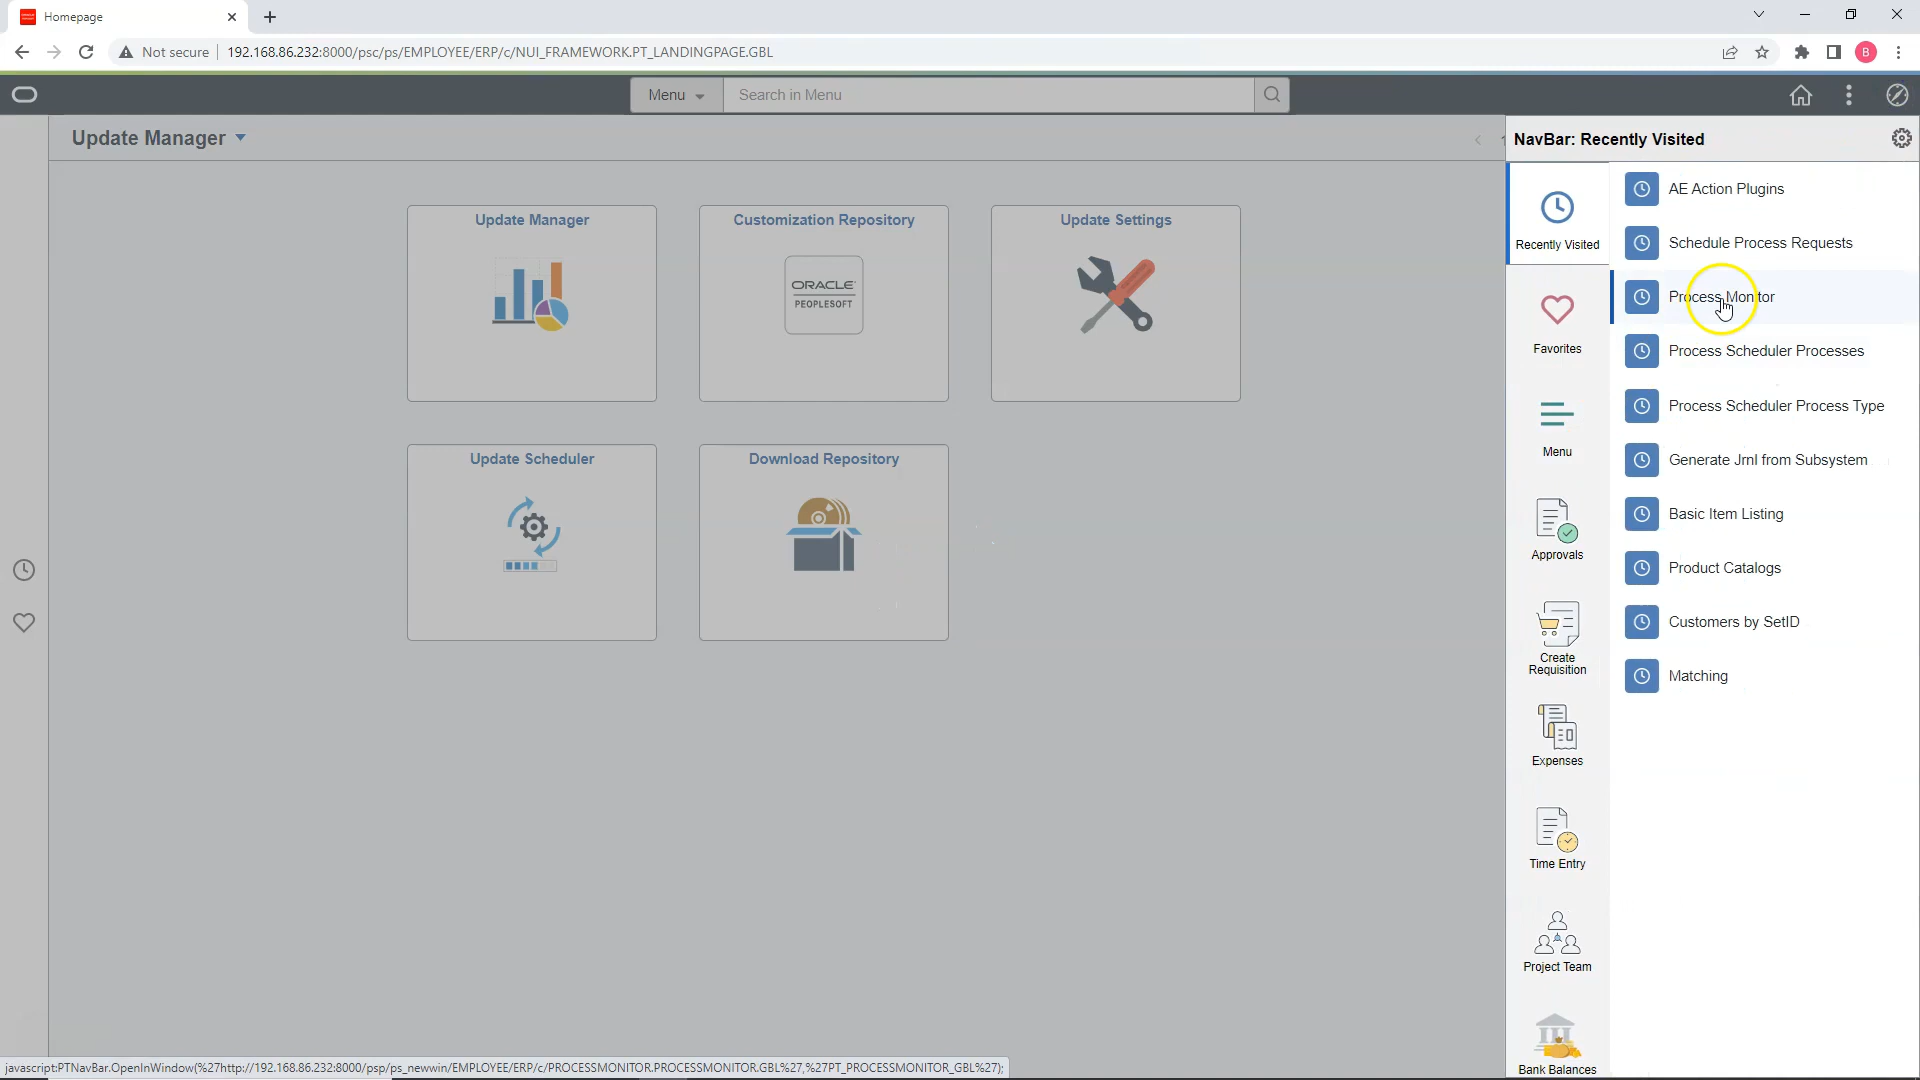 Homepage
Not secure
192.168.86.232:8000/psc/ps/EMPLOYEE/ERP/c/NUI_FRAMEWORK.PT_LANDINGPAGE.GBL
B
Menu
Search in Menu
Update Manager
NavBar: Recently Visited
Update Manager
Customization Repository
Update Settings
ORACLE
PEOPLESOFT
Update Scheduler
Download Repository
Recently Visited
Favorites
Menu
Approvals
Create
Requisition
Expenses
Time Entry
Project Team
Bank Balances
AE Action Plugins
Schedule Process Requests
Process Monitor
Process Scheduler Processes
Process Scheduler Process Type
Generate Jrnl from Subsystem
Basic Item Listing
Product Catalogs
Customers by SetID
Matching
javascript:PTNavBar.OpenInWindow(%27http://192.168.86.232:8000/psp/ps_newwin/EMPLOYEE/ERP/c/PROCESSMONITOR.PROCESSMONITOR.GBL%27,%27PT_PROCESSMONITOR_GBL%27);